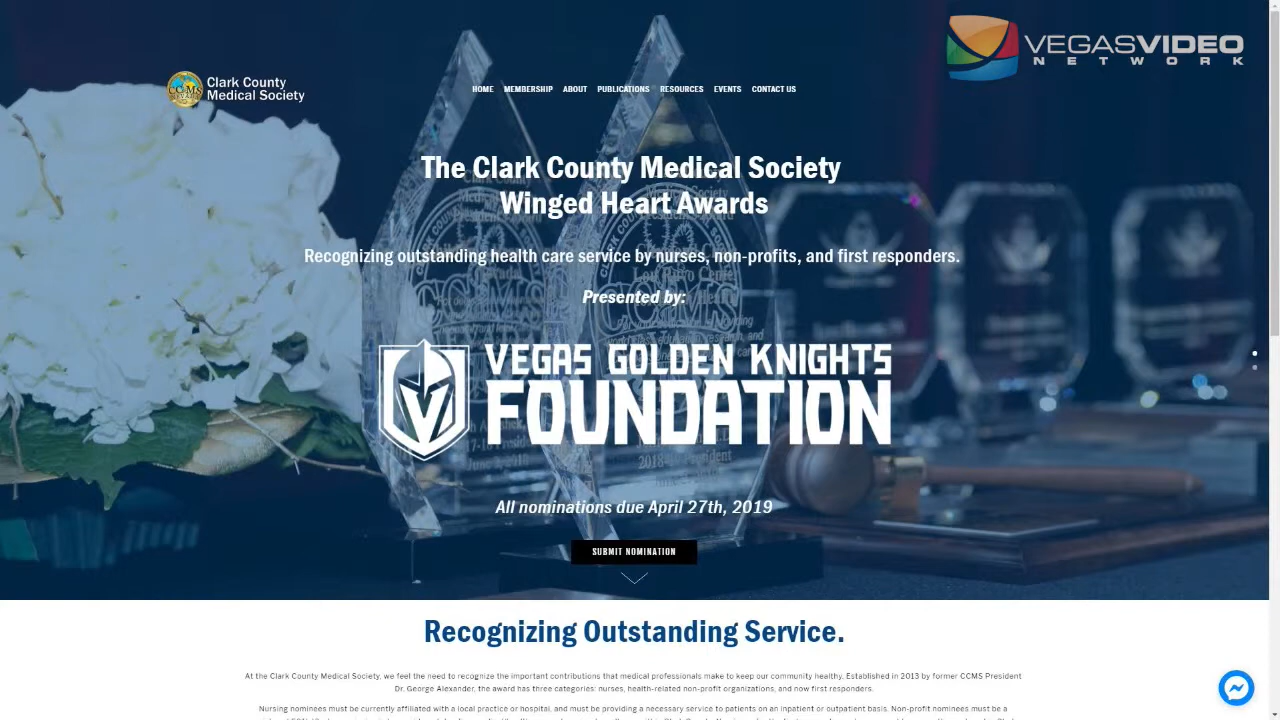 VEGASVIDEO
NETWORK
Clark County
Medical Society
HOME MEMBERSHIP ABOUT PUBLICATIONS RESOURCES EVENTS CONTACT US
The Clark County Medical Society
Winged Heart Awards
Recognizing outstanding health care service by nurses, non-profits, and first responders.
Presented by:
VEGAS GOLDEN KNIGHTS
FOUNDATION
All nominations due April 27th, 2019
SUBMIT NOMINATION
Recognizing Outstanding Service.
At the Clark County Medical Society, we feel the need to recognize the important contributions that medical professionals make to keep our community healthy. Established in 2013 by former CCMS President
Dr. George Alexander, the award has three categories: nurses, health-related non-profit organizations, and now first responders.
Nursing nominees must be currently affiliated with a local practice or hospital, and must be providing a necessary service to patients on an inpatient or outpatient basis. Non-profit nominees must be a